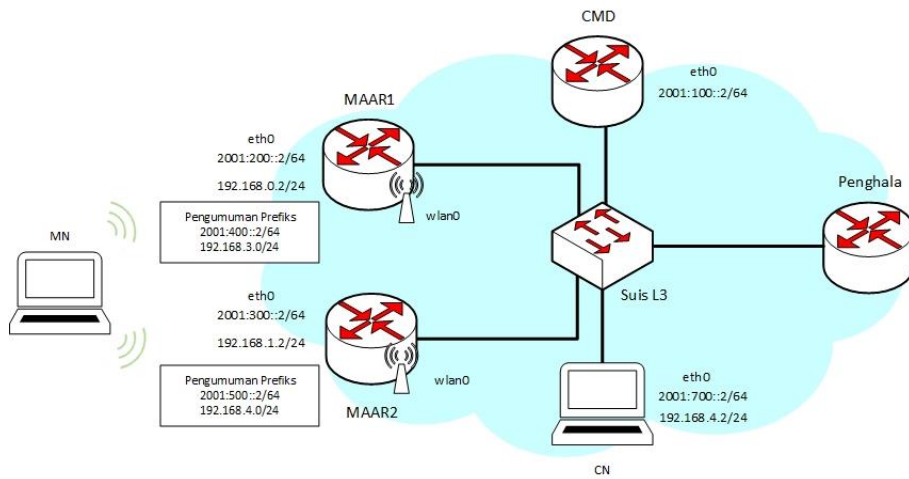 CMD
eth0
2001:100::2/64
MAAR1
eth0
2001:200::2/64
192.168.0.2/24
wlan0
Pengumuman Prefiks
2001:400::2/64
192.168.3.0/24
Penghala
MN
Suis L3
eth0
2001:300::2/64
192.168.1.2/24
wlan0
Pengumuman Prefiks
2001:500::2/64
192.168.4.0/24
MAAR2
eth0
2001:700::2/64
192.168.4.2/24
CN